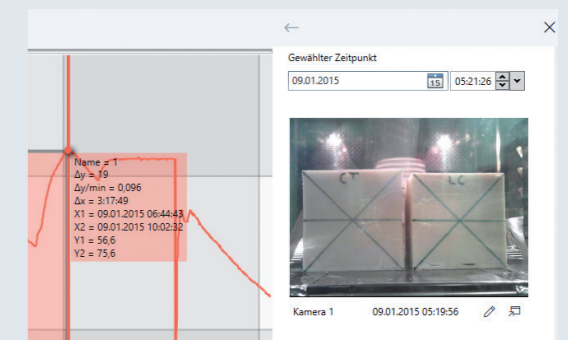 Gewählter Zeitpunkt
09.01.2015 15 05:21:26
Name = 1
Δy = 19
Δy/min = 0,096
Δx = 3:17:49
X1 = 09.01.2015 06:44:43
X2 = 09.01.2015 10:02:32
Y1 = 56,6
Y2 = 75,6
CT LC
Kamera 1 09.01.2015 05:19:56